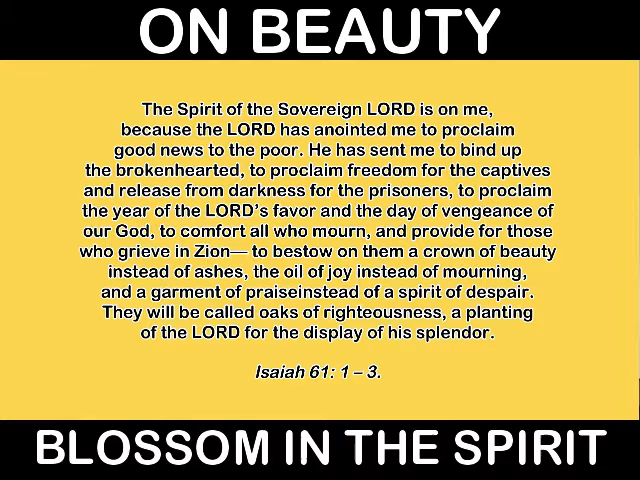 ON BEAUTY
The Spirit of the Sovereign LORD is on me,
because the LORD has anointed me to proclaim
good news to the poor. He has sent me to bind up
the brokenhearted, to proclaim freedom for the captives
and release from darkness for the prisoners, to proclaim
the year of the LORD’s favor and the day of vengeance of
our God, to comfort all who mourn, and provide for those
who grieve in Zion— to bestow on them a crown of beauty
instead of ashes, the oil of joy instead of mourning,
and a garment of praiseinstead of a spirit of despair.
They will be called oaks of righteousness, a planting
of the LORD for the display of his splendor.
Isaiah 61: 1 – 3.
BLOSSOM IN THE SPIRIT